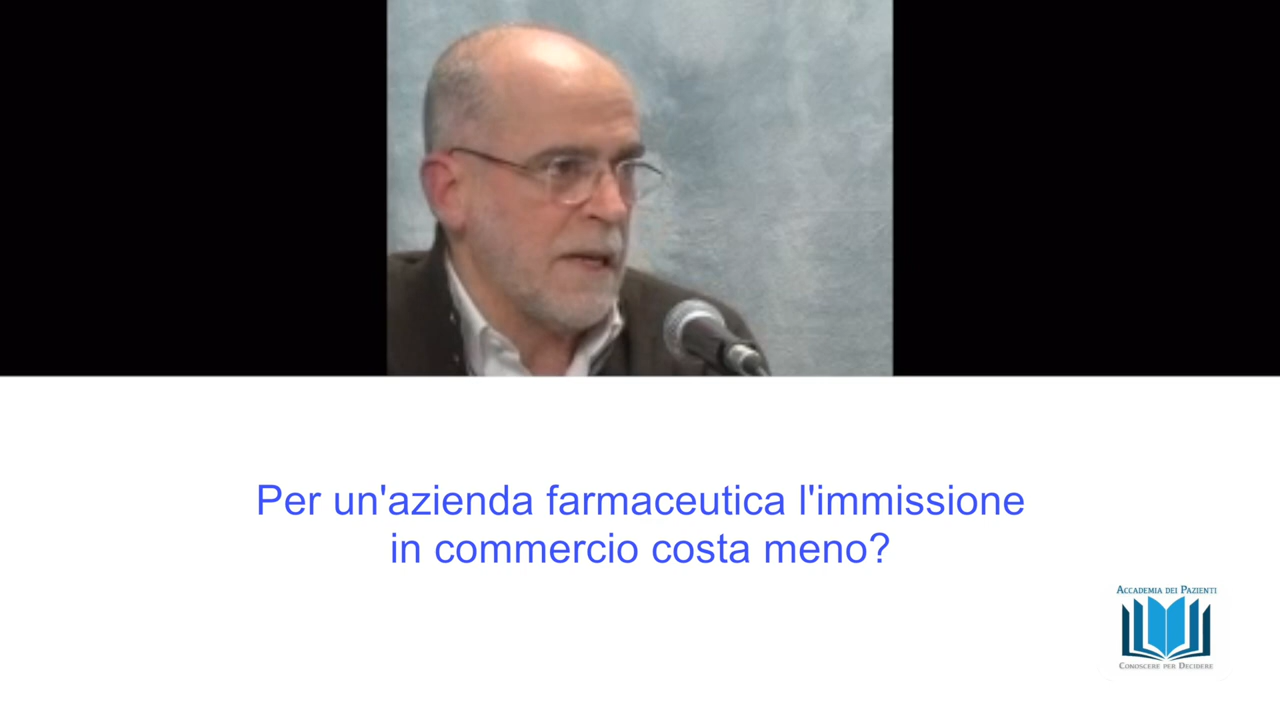 Per un'azienda farmaceutica l'immissione
in commercio costa meno?
ACCADEMIA DEI PAZIENTI
CONOSCERE PER DECIDERE